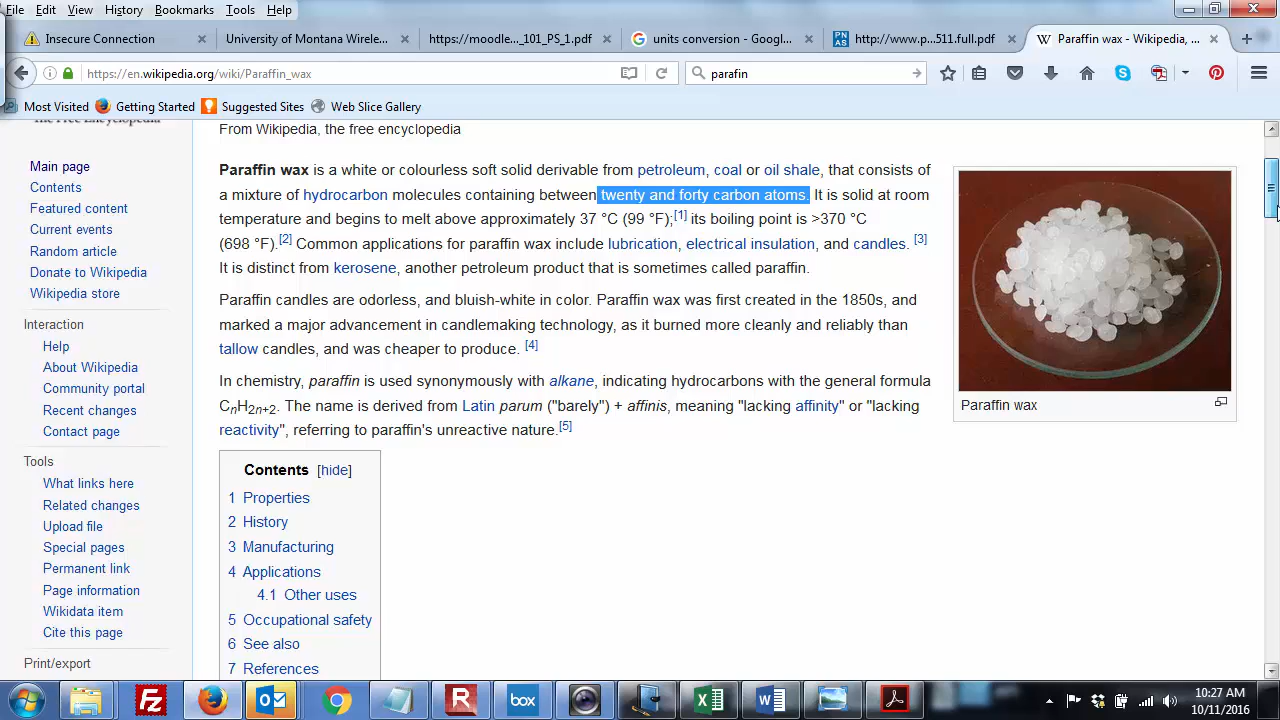 File Edit View History Bookmarks Tools Help
Insecure Connection
University of Montana Wirele...
https://moodle..._101_PS_1.pdf
units conversion - Googl...
PNAS
http://www.p...511.full.pdf
W
Paraffin wax - Wikipedia, ...
https://en.wikipedia.org/wiki/Paraffin_wax
parafin
Most Visited Getting Started Suggested Sites Web Slice Gallery
The Free Encyclopedia
Main page
Contents
Featured content
Current events
Random article
Donate to Wikipedia
Wikipedia store
Interaction
Help
About Wikipedia
Community portal
Recent changes
Contact page
Tools
What links here
Related changes
Upload file
Special pages
Permanent link
Page information
Wikidata item
Cite this page
Print/export
From Wikipedia, the free encyclopedia
Paraffin wax is a white or colourless soft solid derivable from petroleum, coal or oil shale, that consists of
a mixture of hydrocarbon molecules containing between twenty and forty carbon atoms. It is solid at room
temperature and begins to melt above approximately 37 °C (99 °F);[1] its boiling point is >370 °C
(698 °F).[2] Common applications for paraffin wax include lubrication, electrical insulation, and candles. [3]
It is distinct from kerosene, another petroleum product that is sometimes called paraffin.
Paraffin candles are odorless, and bluish-white in color. Paraffin wax was first created in the 1850s, and
marked a major advancement in candlemaking technology, as it burned more cleanly and reliably than
tallow candles, and was cheaper to produce. [4]
In chemistry, paraffin is used synonymously with alkane, indicating hydrocarbons with the general formula
CnH2n+2. The name is derived from Latin parum ("barely") + affinis, meaning "lacking affinity" or "lacking
reactivity", referring to paraffin's unreactive nature.[5]
Paraffin wax
Contents [hide]
1 Properties
2 History
3 Manufacturing
4 Applications
4.1 Other uses
5 Occupational safety
6 See also
7 References
box
10:27 AM
10/11/2016